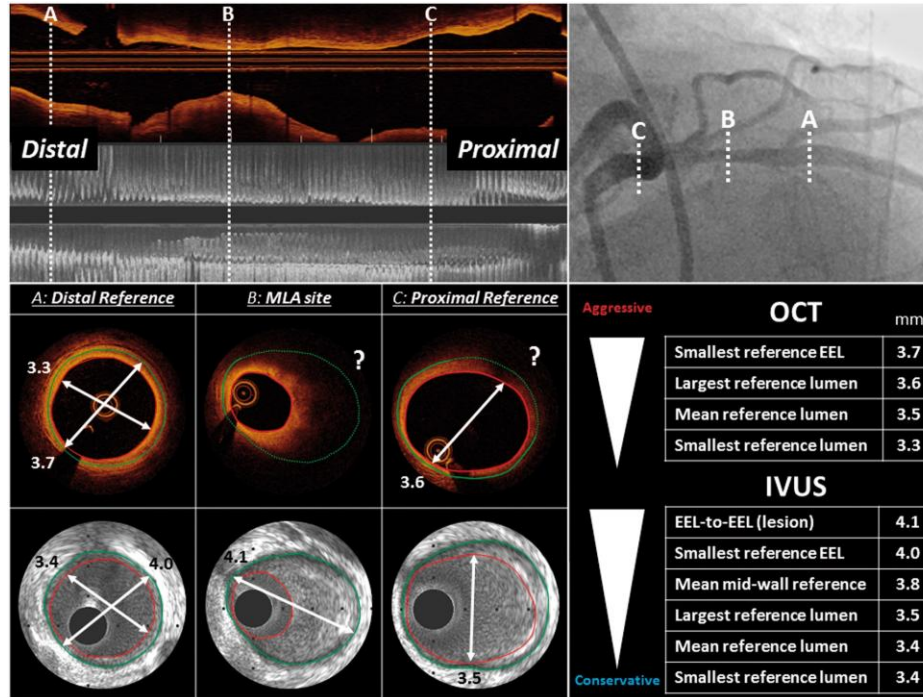 A
B
C
Distal
Proximal
C
B
A
A: Distal Reference
B: MLA site
C: Proximal Reference
3.3
3.7
?
?
3.6
3.4
4.0
4.1
3.5
Aggressive
OCT
mm
Smallest reference EEL 3.7
Largest reference lumen 3.6
Mean reference lumen 3.5
Smallest reference lumen 3.3
IVUS
EEL-to-EEL (lesion) 4.1
Smallest reference EEL 4.0
Mean mid-wall reference 3.8
Largest reference lumen 3.5
Mean reference lumen 3.4
Smallest reference lumen 3.4
Conservative